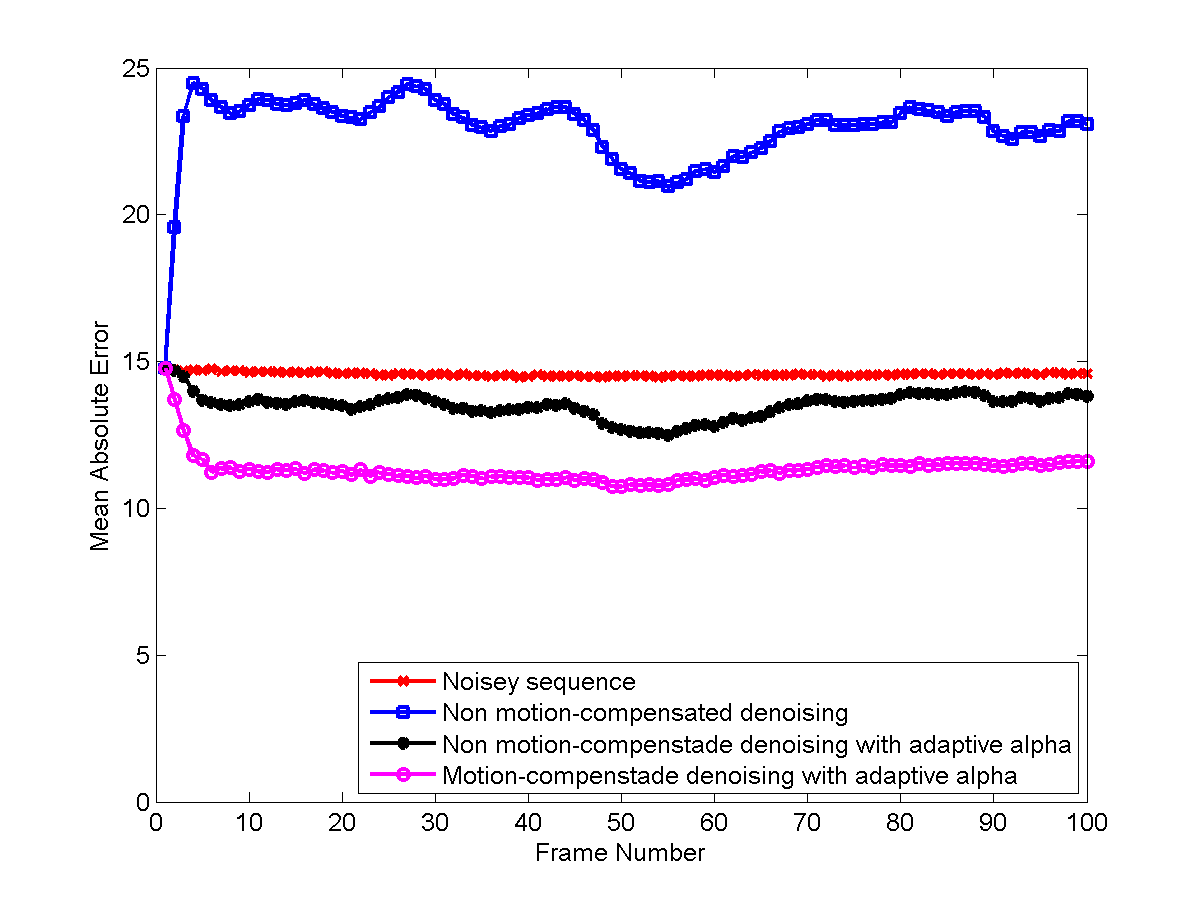 25
20
15
10
5
0
Mean Absolute Error
Noisey sequence
Non motion-compensated denoising
Non motion-compenstade denoising with adaptive alpha
Motion-compenstade denoising with adaptive alpha
0 10 20 30 40 50 60 70 80 90 100
Frame Number